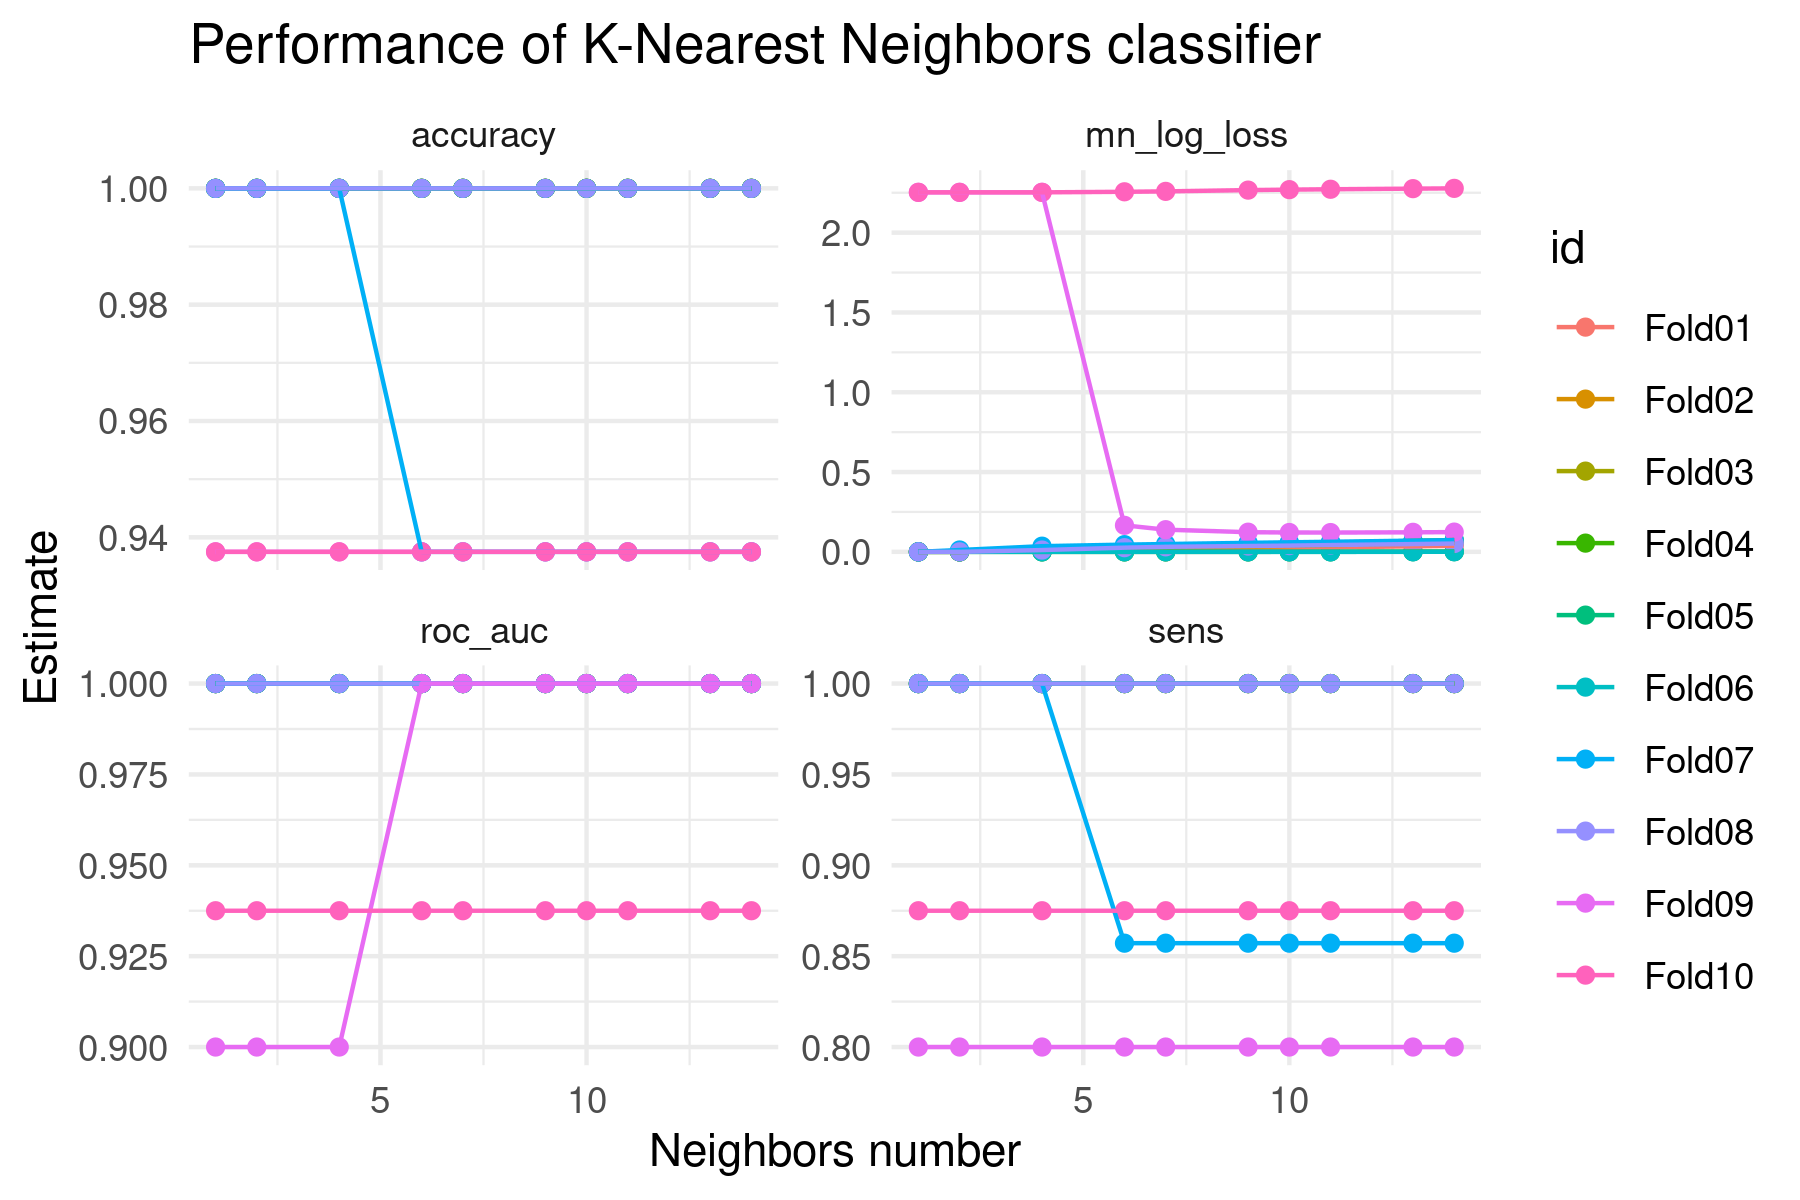 Performance of K-Nearest Neighbors classifier
accuracy
mn_log_loss
1.00
0.98
0.96
0.94
2.0
1.5
1.0
0.5
0.0
roc_auc
sens
1.000
0.975
0.950
0.925
0.900
1.00
0.95
0.90
0.85
0.80
5
10
5
10
Estimate
Neighbors number
id
Fold01
Fold02
Fold03
Fold04
Fold05
Fold06
Fold07
Fold08
Fold09
Fold10